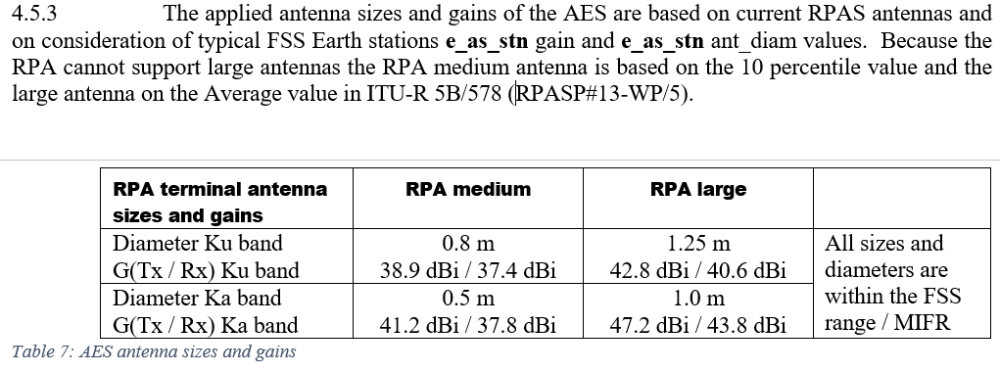 4.5.3 The applied antenna sizes and gains of the AES are based on current RPAS antennas and
on consideration of typical FSS Earth stations e_as_stn gain and e_as_stn ant_diam values. Because the
RPA cannot support large antennas the RPA medium antenna is based on the 10 percentile value and the
large antenna on the Average value in ITU-R 5B/578 (RPASP#13-WP/5).
RPA terminal antenna
sizes and gains
RPA medium
RPA large
Diameter Ku band
0.8 m
1.25 m
G(Tx / Rx) Ku band
38.9 dBi / 37.4 dBi
42.8 dBi / 40.6 dBi
Diameter Ka band
0.5 m
1.0 m
G(Tx / Rx) Ka band
41.2 dBi / 37.8 dBi
47.2 dBi / 43.8 dBi
All sizes and
diameters are
within the FSS
range / MIFR
Table 7: AES antenna sizes and gains